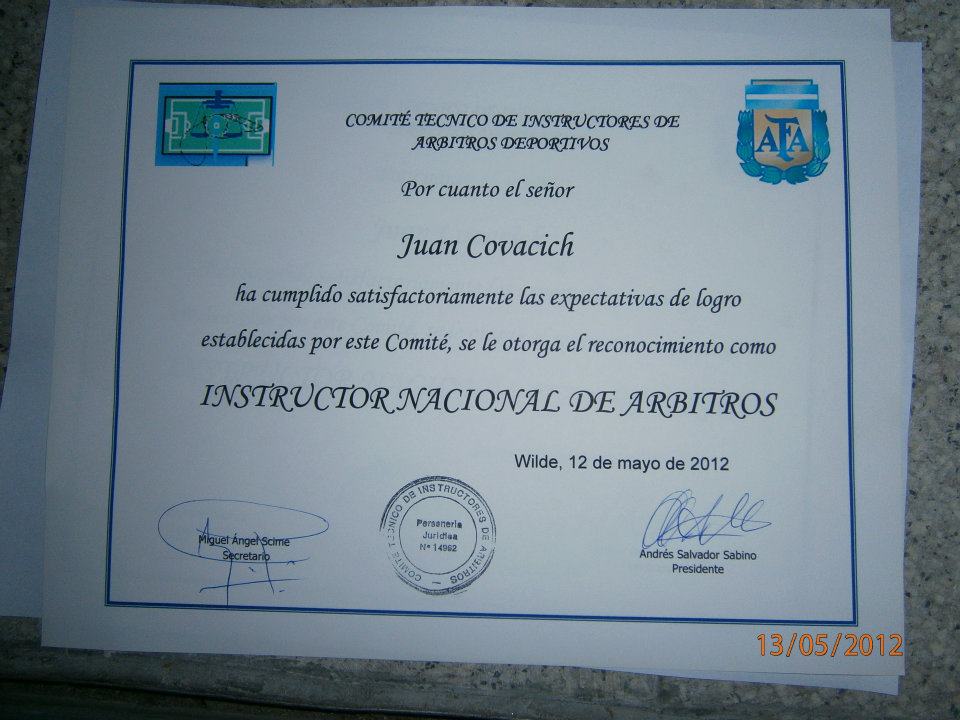 COMITÉ TECNICO DE INSTRUCTORES DE
ARBITROS DEPORTIVOS
AFA
Por cuanto el señor
Juan Covacich
ha cumplido satisfactoriamente las expectativas de logro
establecidas por este Comité, se le otorga el reconocimiento como
INSTRUCTOR NACIONAL DE ARBITROS
Wilde, 12 de mayo de 2012
COMITE TECNICO DE INSTRUCTORES DE ARBITROS
Personeria
Juridica
Nº 14962
Miguel Ángel Scime
Secretario
Andrés Salvador Sabino
Presidente
13/05/2012